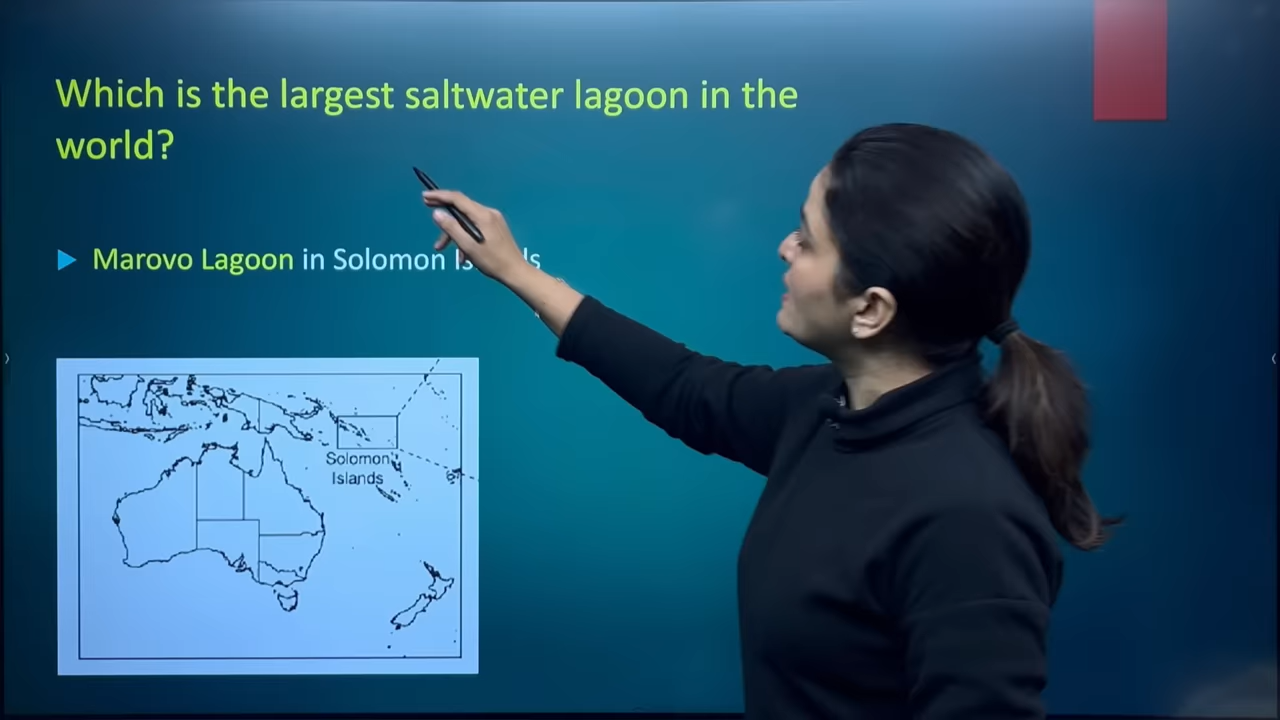 Which is the largest saltwater lagoon in the
world?
Marovo Lagoon in Solomon
Solomon
Islands